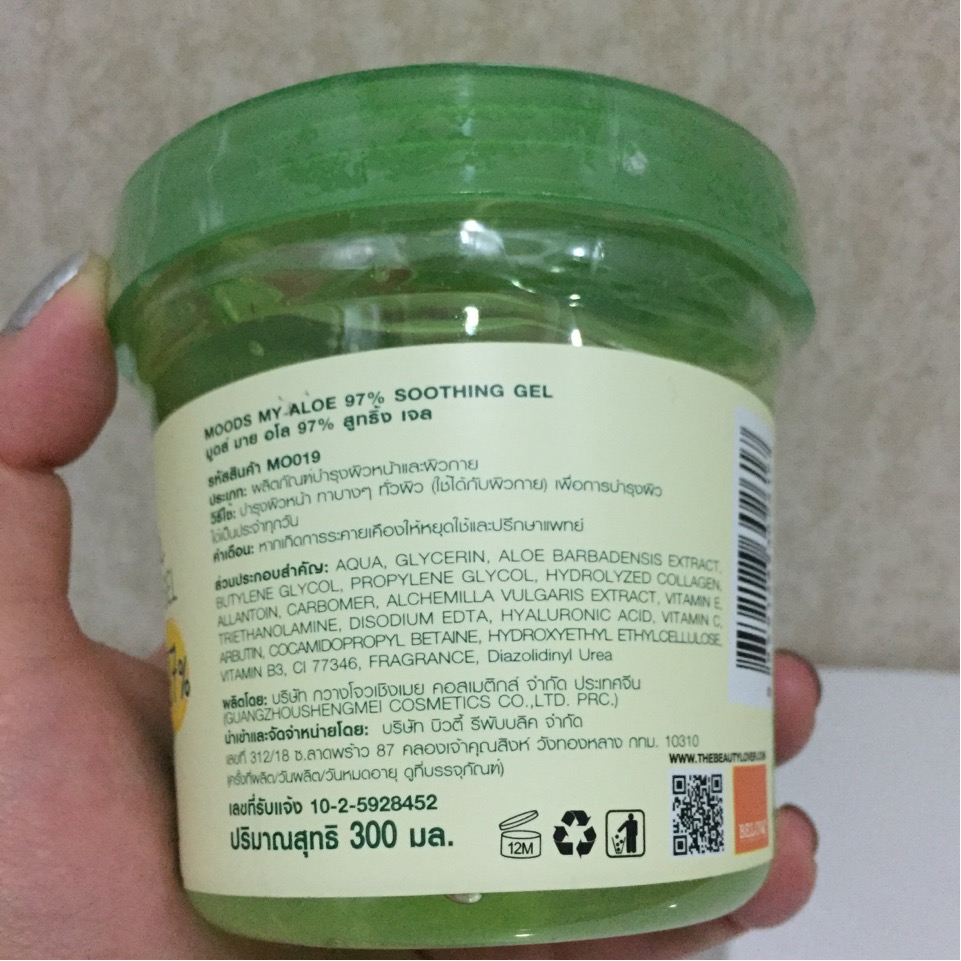 MOODS MY ALOE 97% SOOTHING GEL
มูดส์ มาย อโล 97% สูทธิ้ง เจล
รหัสสินค้า MO019
ประเภท: ผลิตภัณฑ์บำรุงผิวหน้าและผิวกาย
วิธีใช้: บำรุงผิวหน้า ทาบางๆ ทั่วผิว (ใช้ได้กับผิวกาย) เพื่อการบำรุงผิว
ได้เป็นประจำทุกวัน
คำเตือน: หากเกิดการระคายเคืองให้หยุดใช้และปรึกษาแพทย์
ส่วนประกอบสำคัญ: AQUA, GLYCERIN, ALOE BARBADENSIS EXTRACT,
BUTYLENE GLYCOL, PROPYLENE GLYCOL, HYDROLYZED COLLAGEN,
ALLANTOIN, CARBOMER, ALCHEMILLA VULGARIS EXTRACT, VITAMIN E,
TRIETHANOLAMINE, DISODIUM EDTA, HYALURONIC ACID, VITAMIN C,
ARBUTIN, COCAMIDOPROPYL BETAINE, HYDROXYETHYL ETHYLCELLULOSE,
VITAMIN B3, CI 77346, FRAGRANCE, Diazolidinyl Urea
ผลิตโดย: บริษัท กวางโจวเชิงเมย คอสเมติกส์ จำกัด ประเทศจีน
(GUANGZHOUSHENGMEI COSMETICS CO.,LTD. PRC.)
นำเข้าและจัดจำหน่ายโดย: บริษัท บิวตี้ รีพับบลิค จำกัด
เลขที่ 312/18 ซ.ลาดพร้าว 87 คลองเจ้าคุณสิงห์ วังทองหลาง กทม. 10310
(ครั้งที่ผลิต/วันผลิต/วันหมดอายุ ดูที่บรรจุภัณฑ์)
WWW.THEBEAUTYLOVER.COM
เลขที่รับแจ้ง 10-2-5928452
ปริมาณสุทธิ 300 มล.
12M